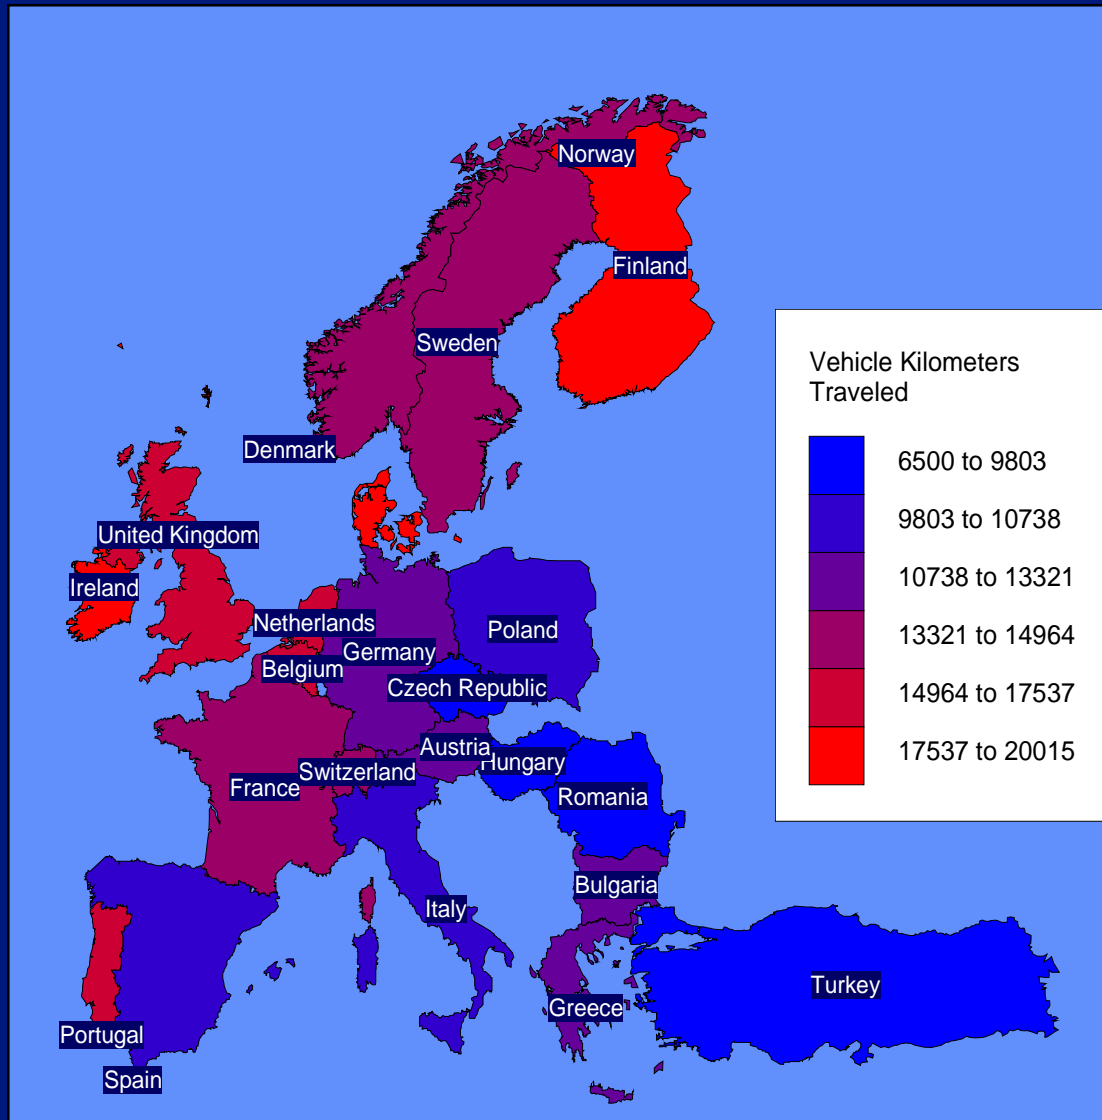 Norway
Finland
Sweden
Denmark
United Kingdom
Ireland
Netherlands
Poland
Germany
Belgium
Czech Republic
Austria
Hungary
Switzerland
France
Romania
Bulgaria
Italy
Turkey
Greece
Portugal
Spain
Vehicle Kilometers
Traveled
6500 to 9803
9803 to 10738
10738 to 13321
13321 to 14964
14964 to 17537
17537 to 20015